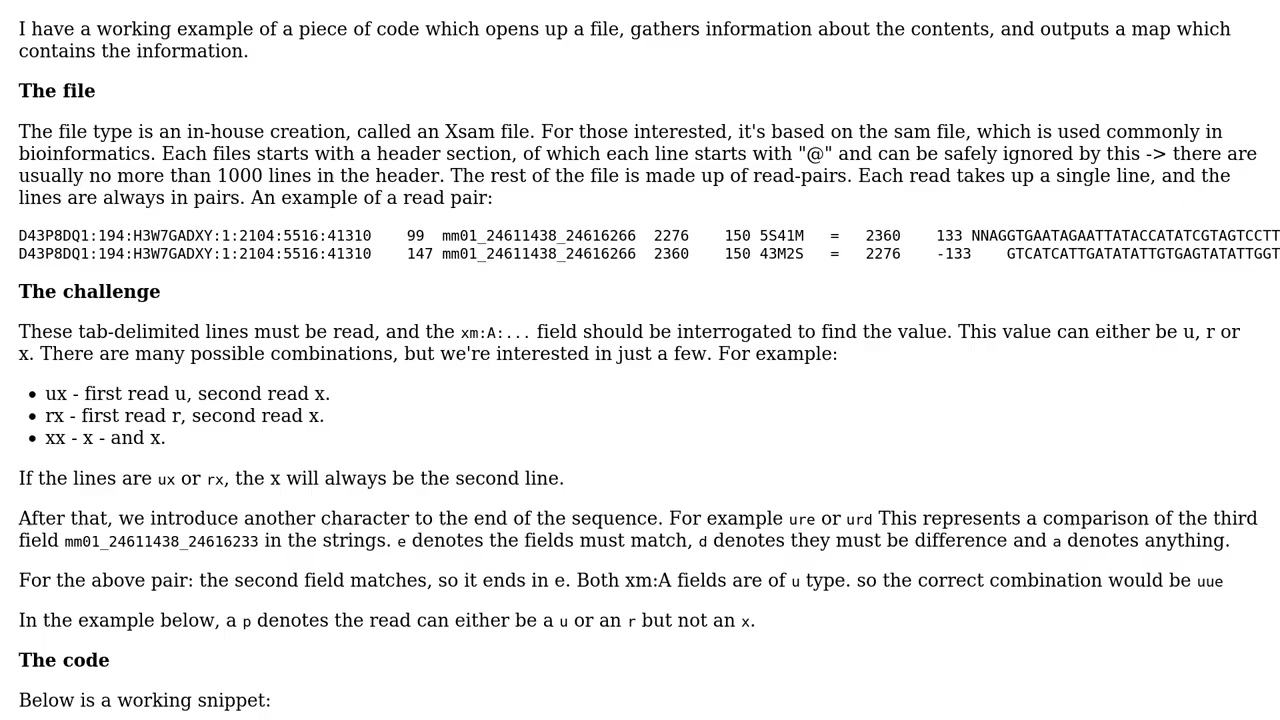 I have a working example of a piece of code which opens up a file, gathers information about the contents, and outputs a map which
contains the information.
The file
The file type is an in-house creation, called an Xsam file. For those interested, it's based on the sam file, which is used commonly in
bioinformatics. Each files starts with a header section, of which each line starts with "@" and can be safely ignored by this -> there are
usually no more than 1000 lines in the header. The rest of the file is made up of read-pairs. Each read takes up a single line, and the
lines are always in pairs. An example of a read pair:
D43P8DQ1:194:H3W7GADXY:1:2104:5516:41310    99  mm01_24611438_24616266  2276    150 5S41M   =   2360    133 NNAGGTGAATAGAATTATACCATATCGTAGTCCTT
D43P8DQ1:194:H3W7GADXY:1:2104:5516:41310    147 mm01_24611438_24616266  2360    150 43M2S   =   2276    -133    GTCATCATTGATATATTGTGAGTATATTGGT
The challenge
These tab-delimited lines must be read, and the xm:A:... field should be interrogated to find the value. This value can either be u, r or
x. There are many possible combinations, but we're interested in just a few. For example:
• ux - first read u, second read x.
• rx - first read r, second read x.
• xx - x - and x.
If the lines are ux or rx, the x will always be the second line.
After that, we introduce another character to the end of the sequence. For example ure or urd This represents a comparison of the third
field mm01_24611438_24616233 in the strings. e denotes the fields must match, d denotes they must be difference and a denotes anything.
For the above pair: the second field matches, so it ends in e. Both xm:A fields are of u type. so the correct combination would be uue
In the example below, a p denotes the read can either be a u or an r but not an x.
The code
Below is a working snippet: